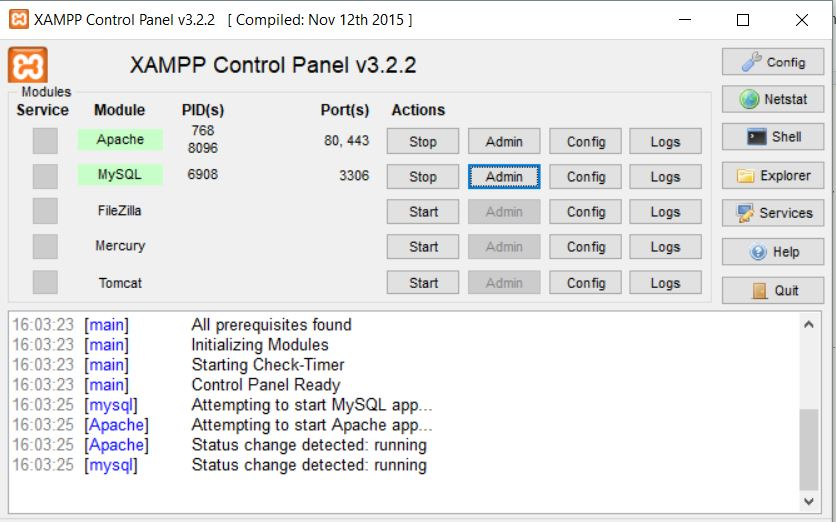 XAMPP Control Panel v3.2.2 [ Compiled: Nov 12th 2015 ]
XAMPP Control Panel v3.2.2
Config
Modules
Service Module PID(s) Port(s) Actions
Netstat
Apache 768 8096 80, 443 Stop Admin Config Logs
Shell
MySQL 6908 3306 Stop Admin Config Logs
Explorer
FileZilla Start Admin Config Logs
Services
Mercury Start Admin Config Logs
Help
Tomcat Start Admin Config Logs
Quit
16:03:23 [main] All prerequisites found
16:03:23 [main] Initializing Modules
16:03:23 [main] Starting Check-Timer
16:03:23 [main] Control Panel Ready
16:03:25 [mysql] Attempting to start MySQL app...
16:03:25 [Apache] Attempting to start Apache app...
16:03:25 [Apache] Status change detected: running
16:03:25 [mysql] Status change detected: running